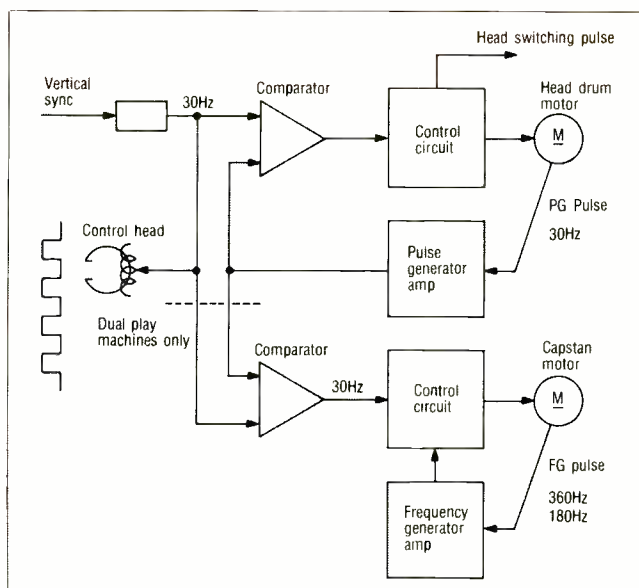 Head switching pulse
Vertical
sync
30Hz
Comparator
Control
circuit
Head drum
motor
M
PG Pulse
30Hz
Control head
Pulse
generator
amp
Dual play
machines only
Comparator
30Hz
Control
circuit
Capstan
motor
M
FG pulse
360Hz
180Hz
Frequency
generator
amp